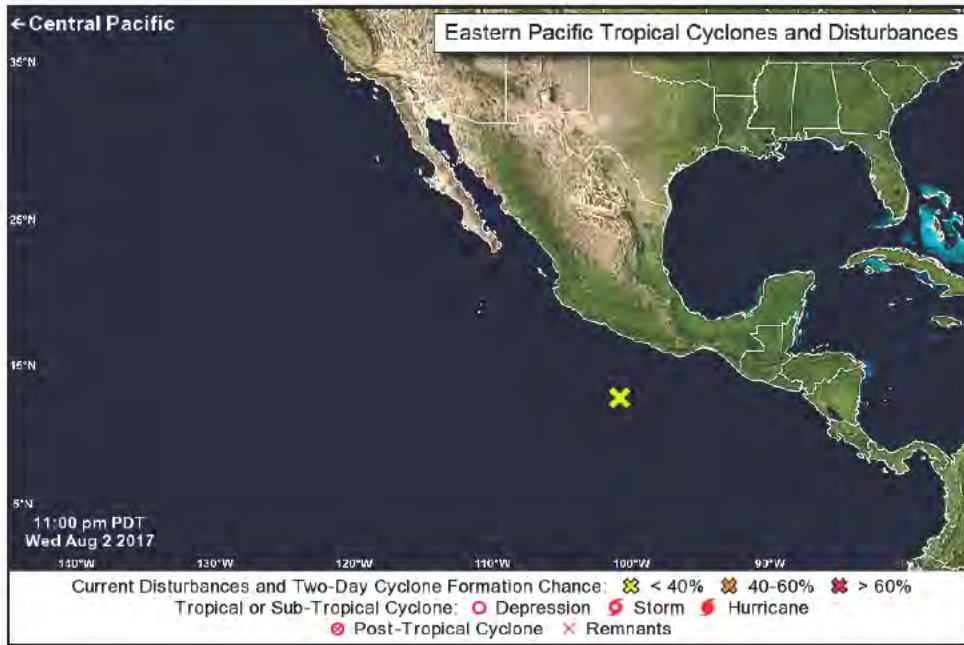 ←Central Pacific
Eastern Pacific Tropical Cyclones and Disturbances
35°N
25°N
15°N
5°N
11:00 pm PDT
Wed Aug 2 2017
140°W 130°W 120°W 110°W 100°W 90°W
Current Disturbances and Two-Day Cyclone Formation Chance: < 40% 40-60% > 60%
Tropical or Sub-Tropical Cyclone: Depression Storm Hurricane
Post-Tropical Cyclone Remnants